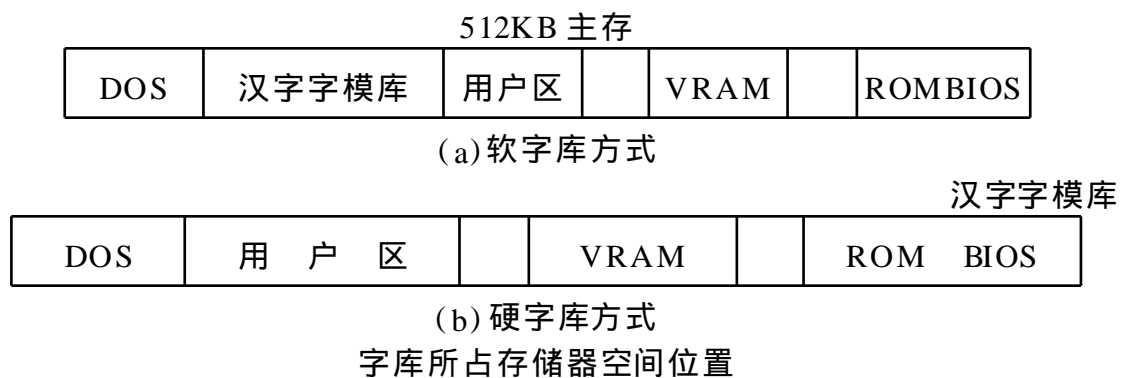 512KB 主存
DOS 汉字字模库 用户区 VRAM ROMBIOS
(a)软字库方式
汉字字模库
DOS 用 户 区 VRAM ROM BIOS
(b)硬字库方式
字库所占存储器空间位置